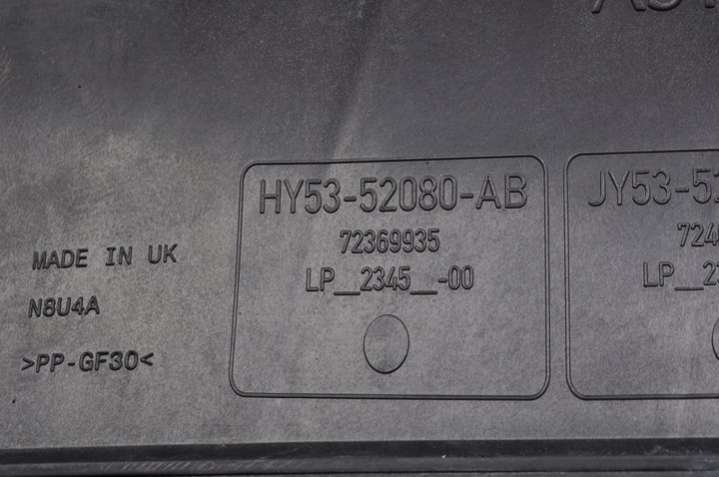 MADE IN UK
N8U4A
>PP-GF30<
HY53-52080-AB
72369935
LP__2345__-00